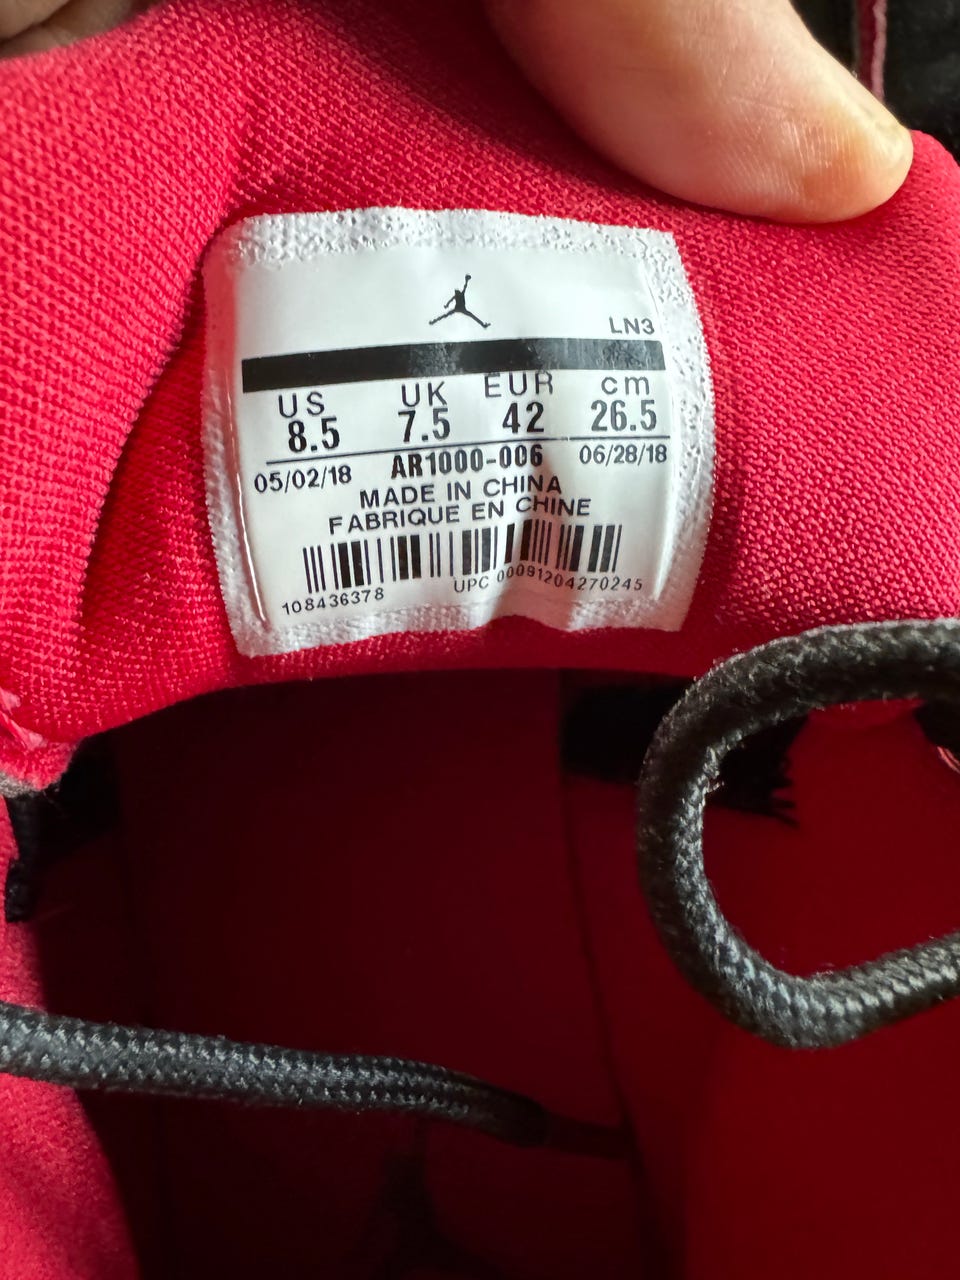 LN3
US UK EUR cm
8.5 7.5 42 26.5
05/02/18 AR1000-006 06/28/18
MADE IN CHINA
FABRIQUE EN CHINE
108436378 UPC 00091204270245